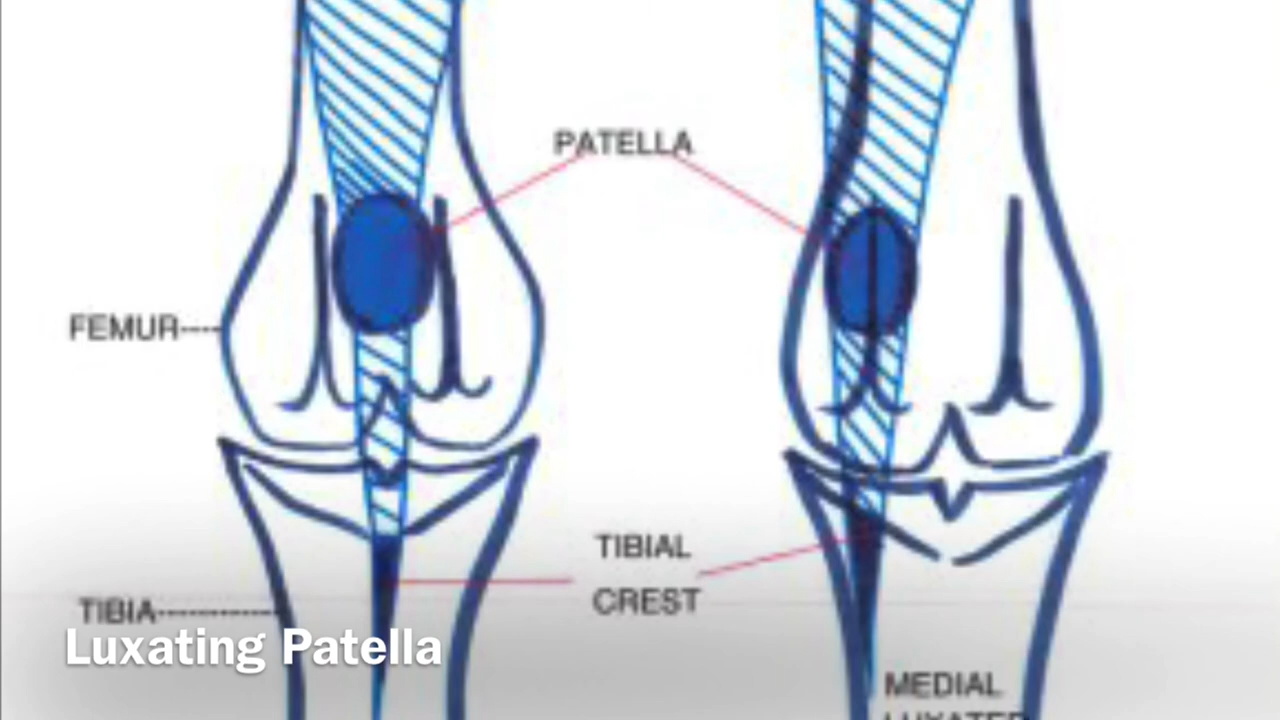 PATELLA
FEMUR
TIBIAL
CREST
TIBIA
Luxating Patella
MEDIAL